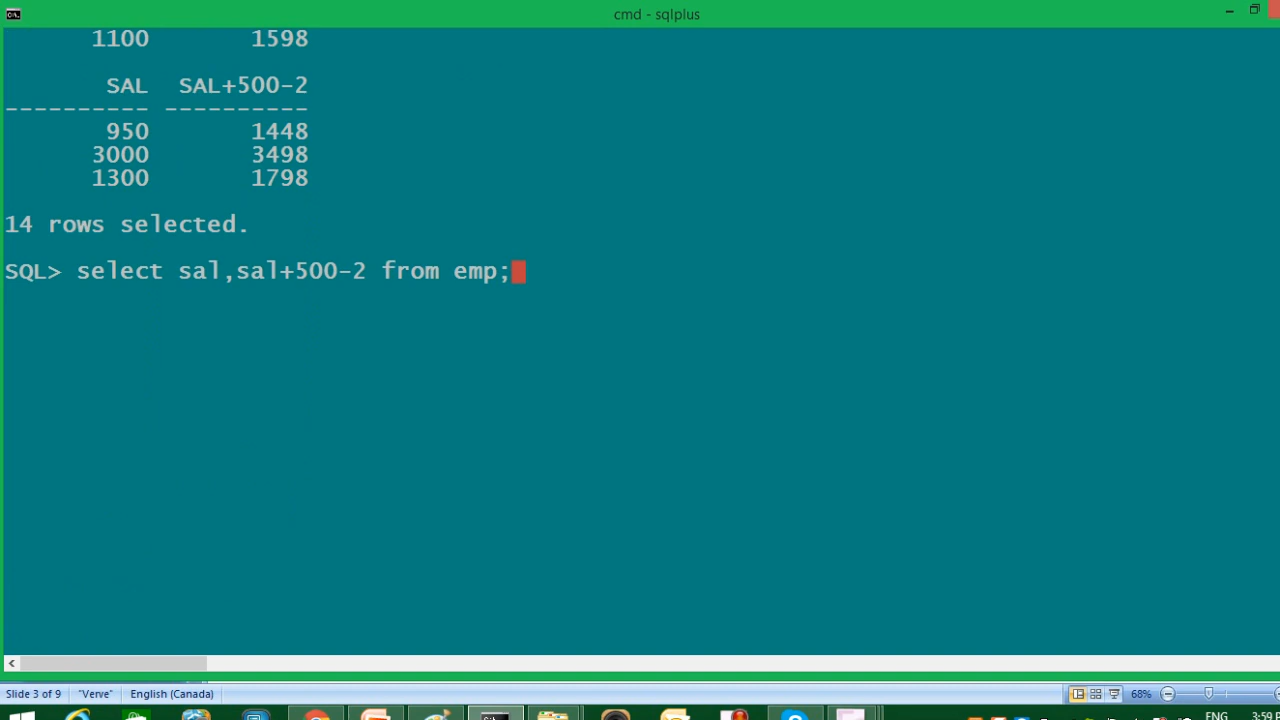 cmd - sqlplus
1100 1598
SAL SAL+500-2
---------- ----------
950 1448
3000 3498
1300 1798
14 rows selected.
SQL> select sal,sal+500-2 from emp;
Slide 3 of 9 "Verve" English (Canada) 68%
ENG